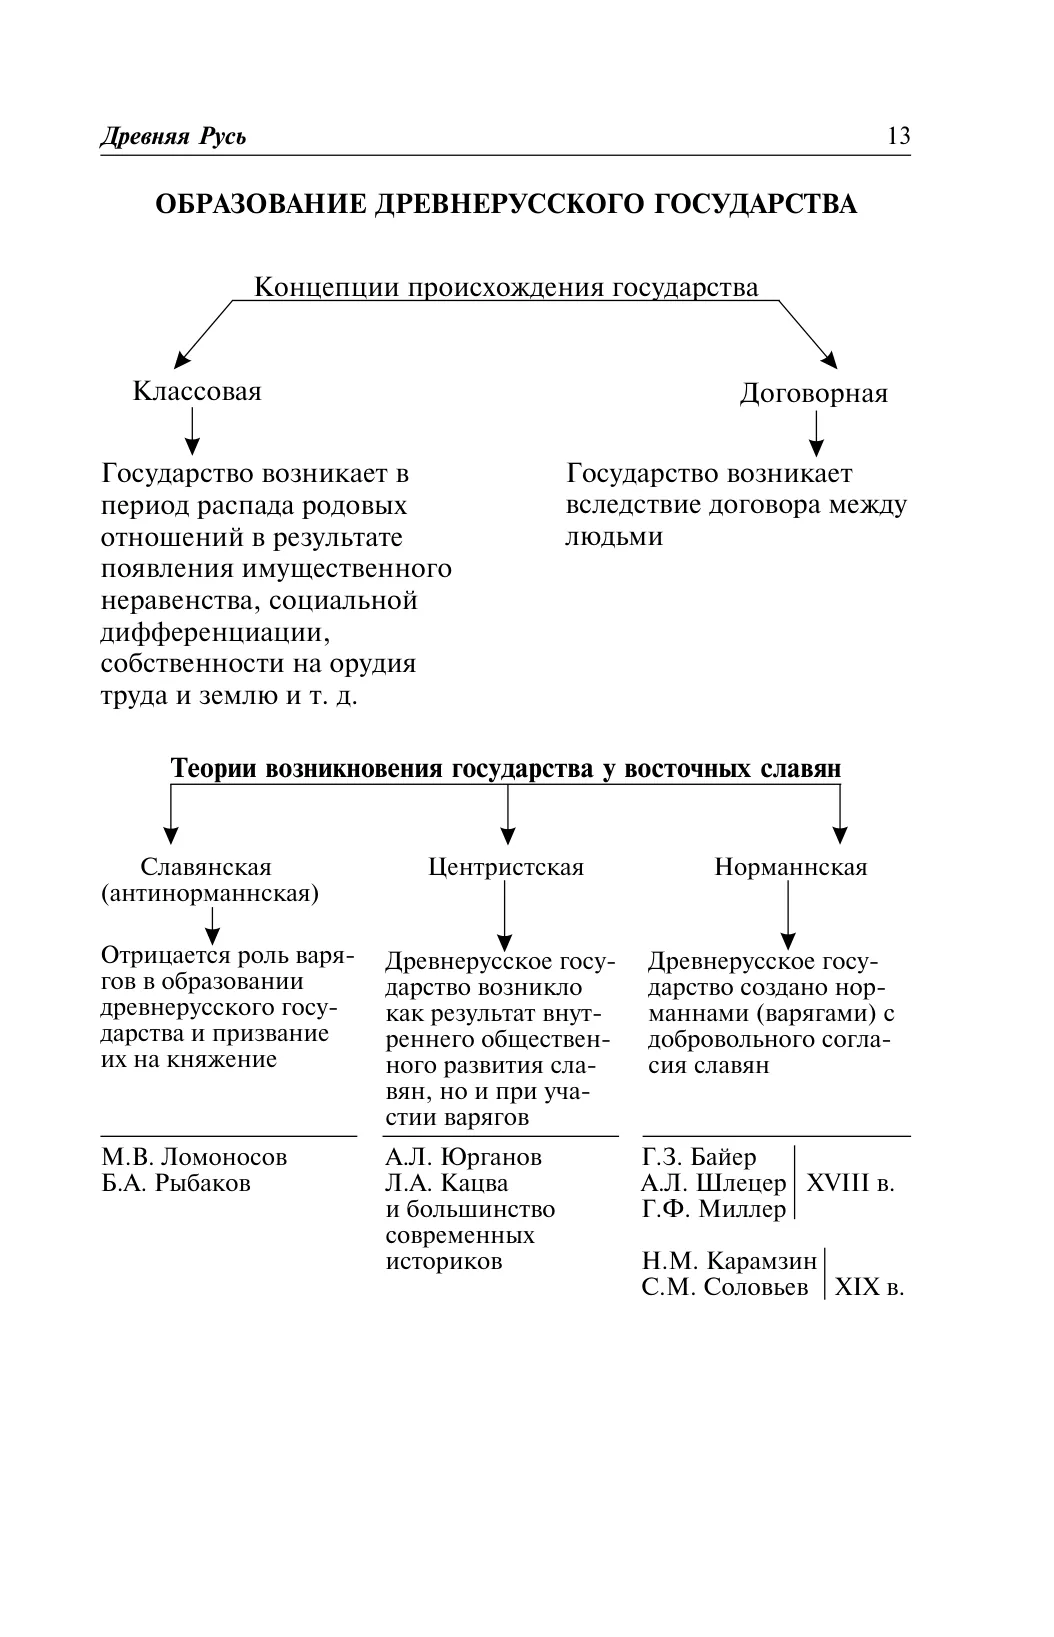 Древняя Русь 13
ОБРАЗОВАНИЕ ДРЕВНЕРУССКОГО ГОСУДАРСТВА
Концепции происхождения государства
Классовая
Государство возникает в
период распада родовых
отношений в результате
появления имущественного
неравенства, социальной
дифференциации,
собственности на орудия
труда и землю и т. д.
Договорная
Государство возникает
вследствие договора между
людьми
Теории возникновения государства у восточных славян
Славянская
(антинорманнская)
Отрицается роль варя-
гов в образовании
древнерусского госу-
дарства и призвание
их на княжение
М.В. Ломоносов
Б.А. Рыбаков
Центристская
Древнерусское госу-
дарство возникло
как результат внут-
реннего обществен-
ного развития сла-
вян, но и при уча-
стии варягов
А.Л. Юрганов
Л.А. Кацва
и большинство
современных
историков
Норманнская
Древнерусское госу-
дарство создано нор-
маннами (варягами) с
добровольного согла-
сия славян
Г.З. Байер
А.Л. Шлецер XVIII в.
Г.Ф. Миллер
Н.М. Карамзин
С.М. Соловьев XIX в.